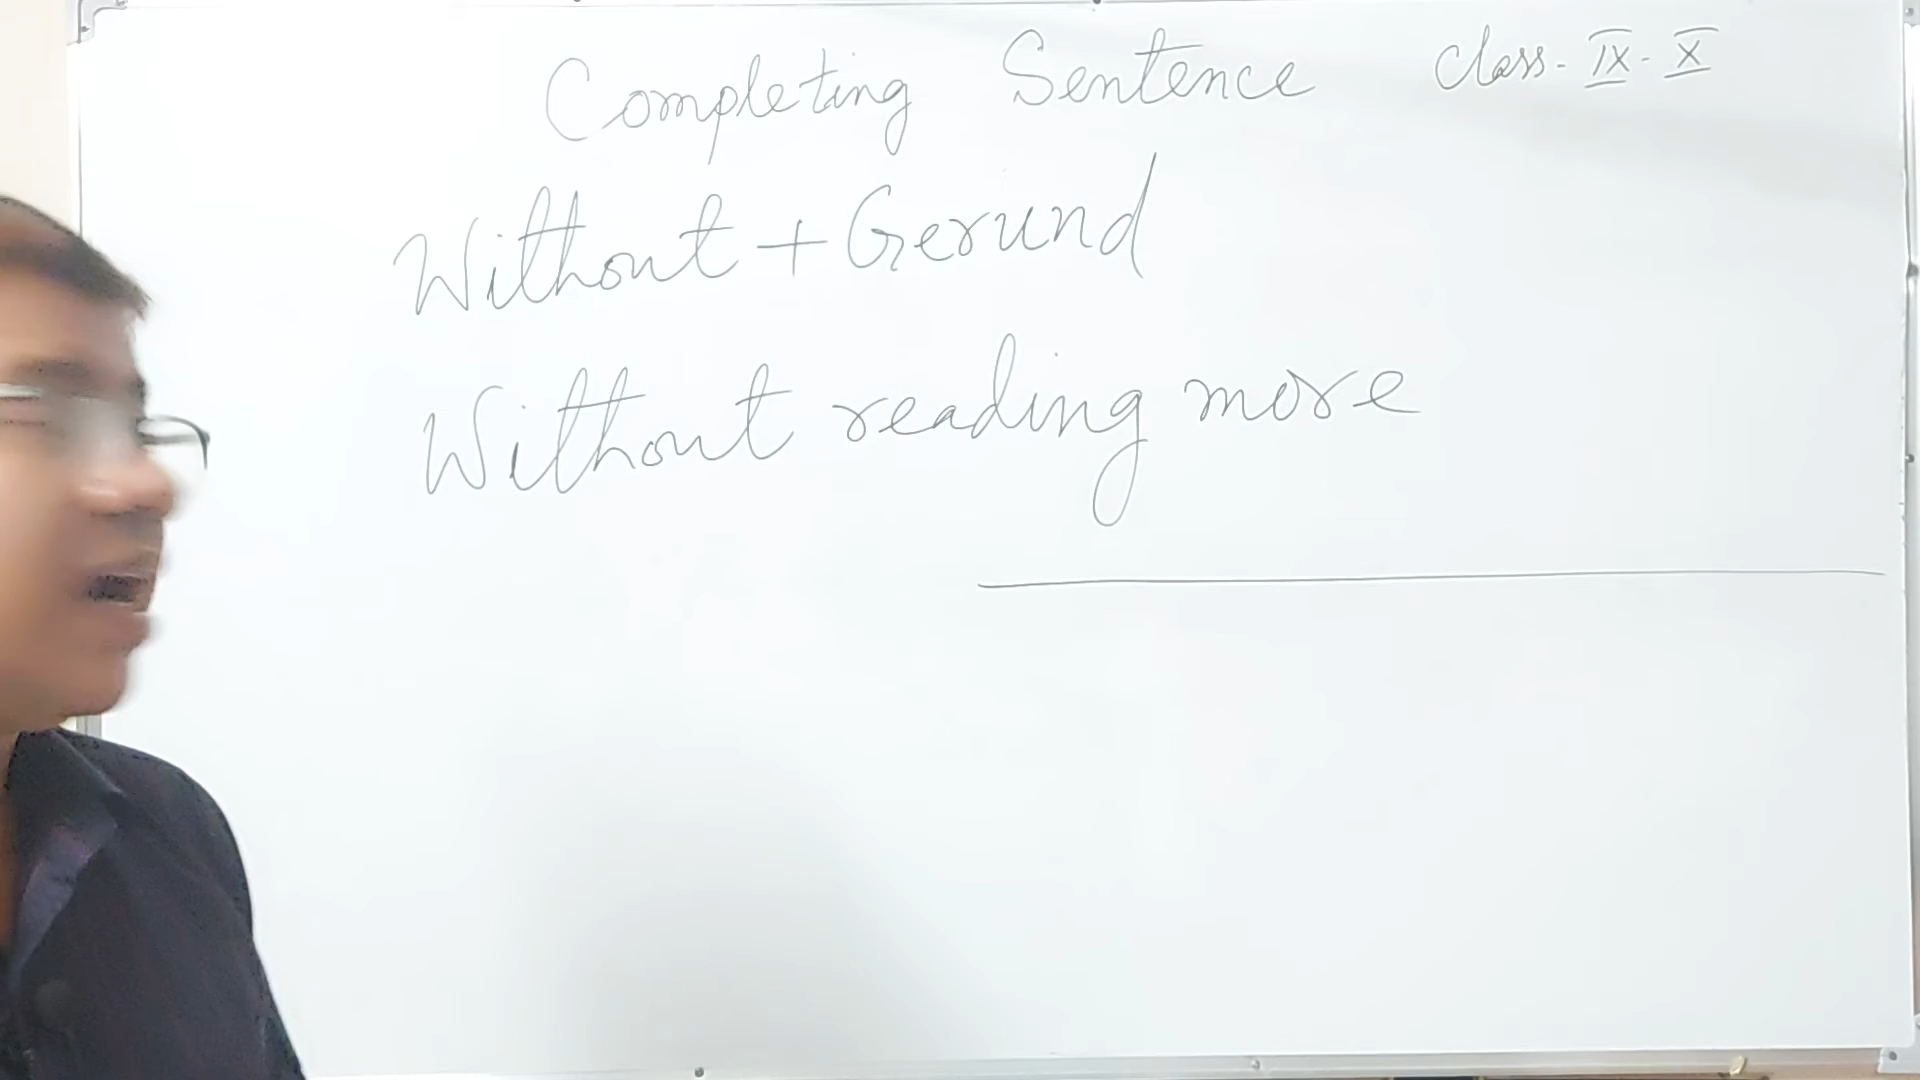 Completing Sentence Class- IX - X
Without + Gerund
Without reading more